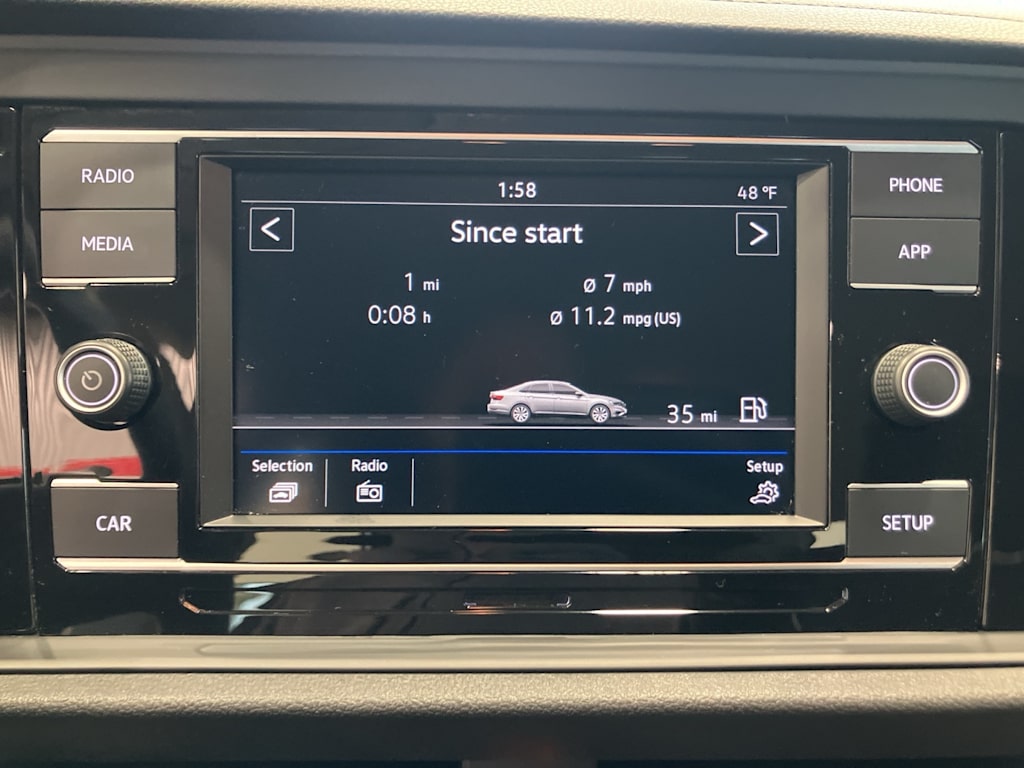 RADIO
MEDIA
CAR
1:58
48 °F
<
Since start
>
1 mi
Ø 7 mph
0:08 h
Ø 11.2 mpg (US)
35 mi
Selection
Radio
Setup
PHONE
APP
SETUP